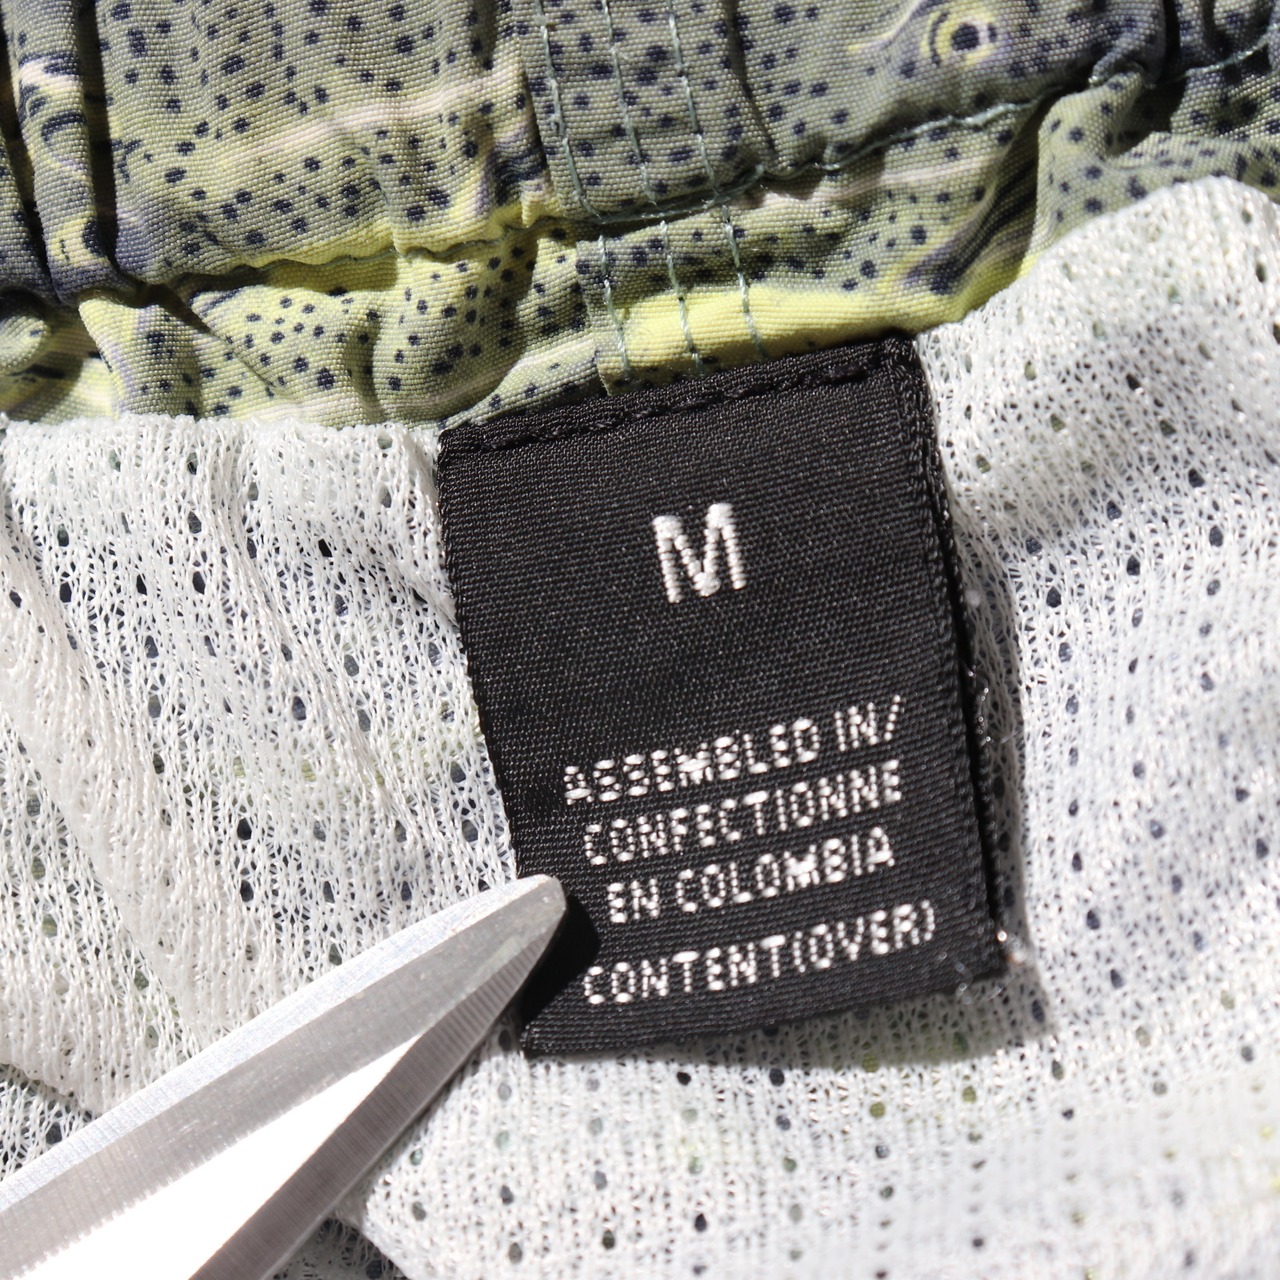 M
ASSEMBLED IN/
CONFECTIONNE
EN COLOMBIA
CONTENT(OVER)